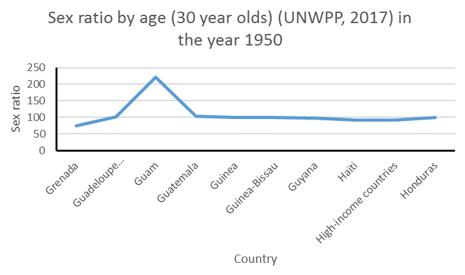 Sex ratio by age (30 year olds) (UNWPP, 2017) in
the year 1950
250
200
150
100
50
0
Sex ratio
Grenada
Guadeloupe...
Guam
Guatemala
Guinea
Guinea-Bissau
Guyana
Haiti
High-income countries
Honduras
Country